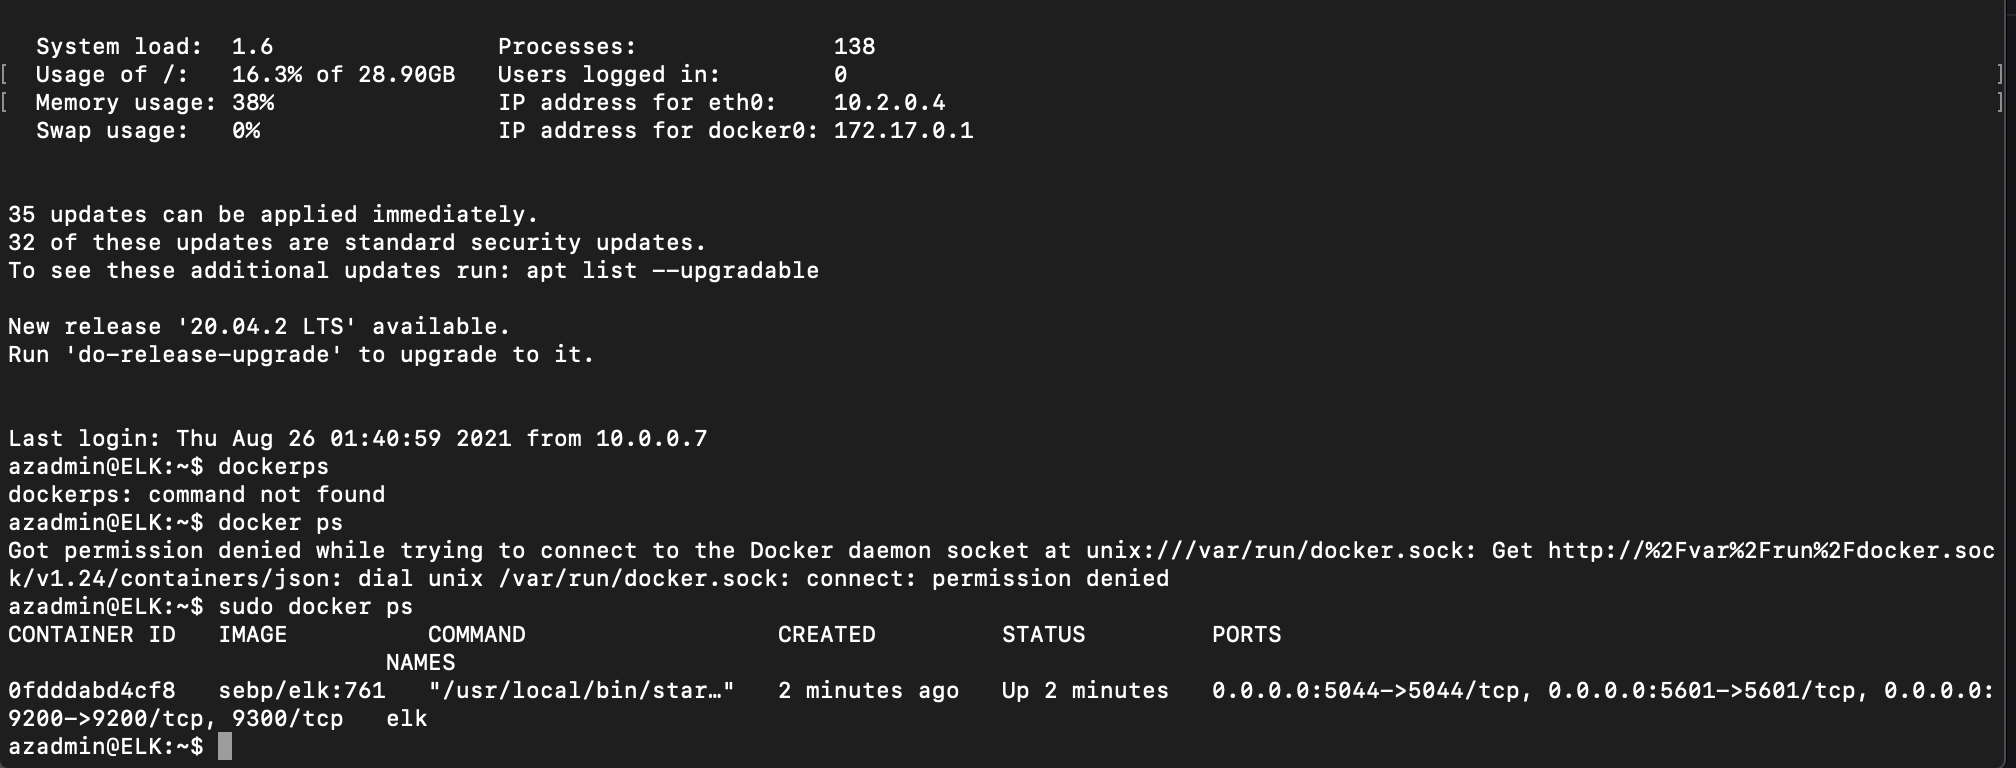 System load:  1.6                Processes:              138
[ Usage of /:   16.3% of 28.90GB   Users logged in:        0 ]
[ Memory usage: 38%                IP address for eth0:    10.2.0.4 ]
Swap usage:   0%                 IP address for docker0: 172.17.0.1
35 updates can be applied immediately.
32 of these updates are standard security updates.
To see these additional updates run: apt list --upgradable
New release '20.04.2 LTS' available.
Run 'do-release-upgrade' to upgrade to it.
Last login: Thu Aug 26 01:40:59 2021 from 10.0.0.7
azadmin@ELK:~$ dockerps
dockerps: command not found
azadmin@ELK:~$ docker ps
Got permission denied while trying to connect to the Docker daemon socket at unix:///var/run/docker.sock: Get http://%2Fvar%2Frun%2Fdocker.soc
k/v1.24/containers/json: dial unix /var/run/docker.sock: connect: permission denied
azadmin@ELK:~$ sudo docker ps
CONTAINER ID   IMAGE          COMMAND                  CREATED         STATUS         PORTS
NAMES
0fdddabd4cf8   sebp/elk:761   "/usr/local/bin/star…"   2 minutes ago   Up 2 minutes   0.0.0.0:5044->5044/tcp, 0.0.0.0:5601->5601/tcp, 0.0.0.0:
9200->9200/tcp, 9300/tcp   elk
azadmin@ELK:~$